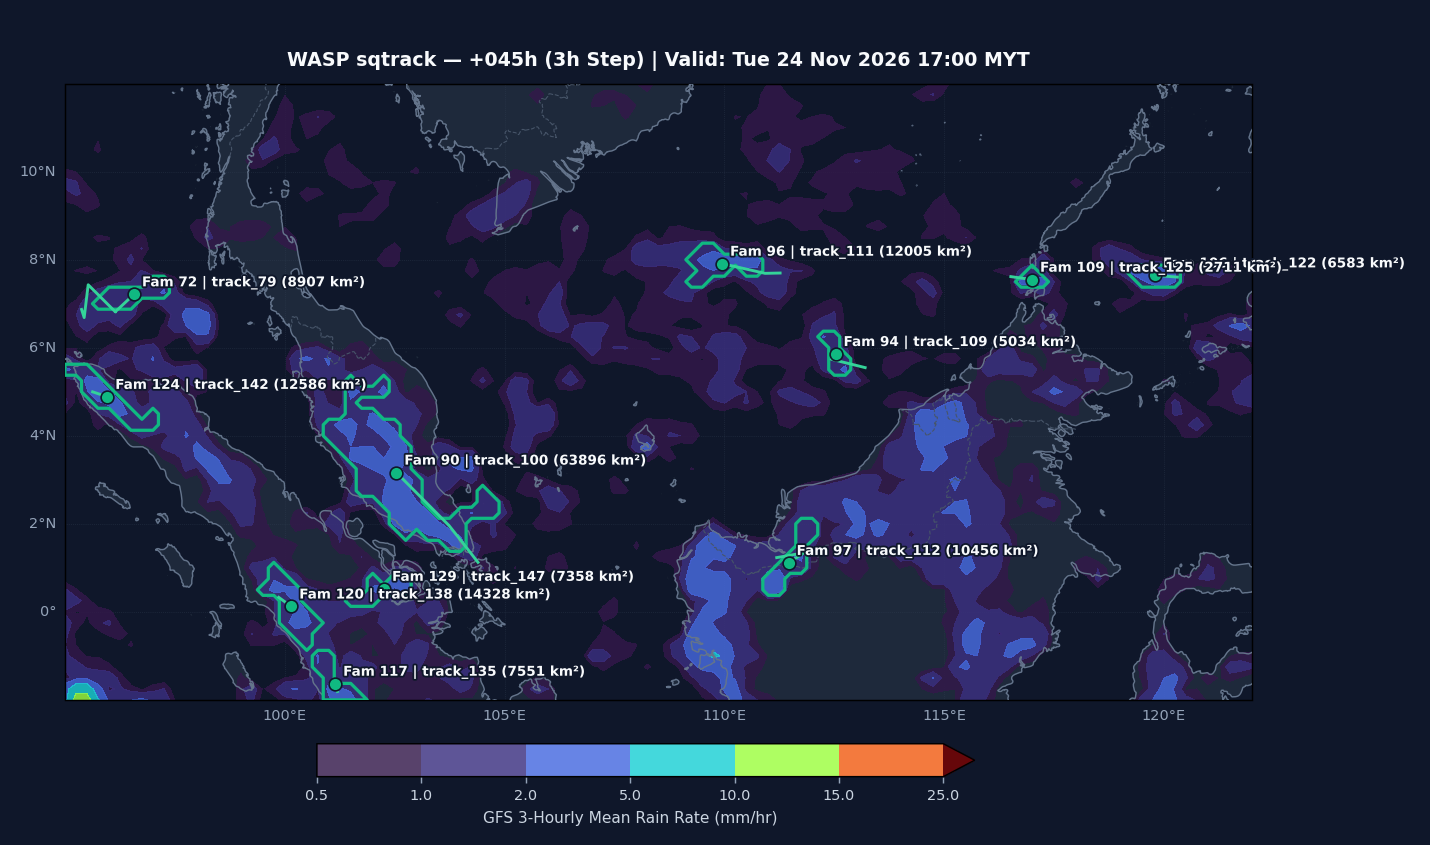 WASP sqtrack — +045h (3h Step) | Valid: Tue 24 Nov 2026 17:00 MYT
10°N
8°N
6°N
4°N
2°N
0°
Fam 96 | track_111 (12005 km²)
Fam 109 | track_125 (2711 km²)
_122 (6583 km²)
Fam 72 | track_79 (8907 km²)
Fam 94 | track_109 (5034 km²)
Fam 124 | track_142 (12586 km²)
Fam 90 | track_100 (63896 km²)
Fam 97 | track_112 (10456 km²)
Fam 129 | track_147 (7358 km²)
Fam 120 | track_138 (14328 km²)
Fam 117 | track_135 (7551 km²)
100°E 105°E 110°E 115°E 120°E
0.5 1.0 2.0 5.0 10.0 15.0 25.0
GFS 3-Hourly Mean Rain Rate (mm/hr)